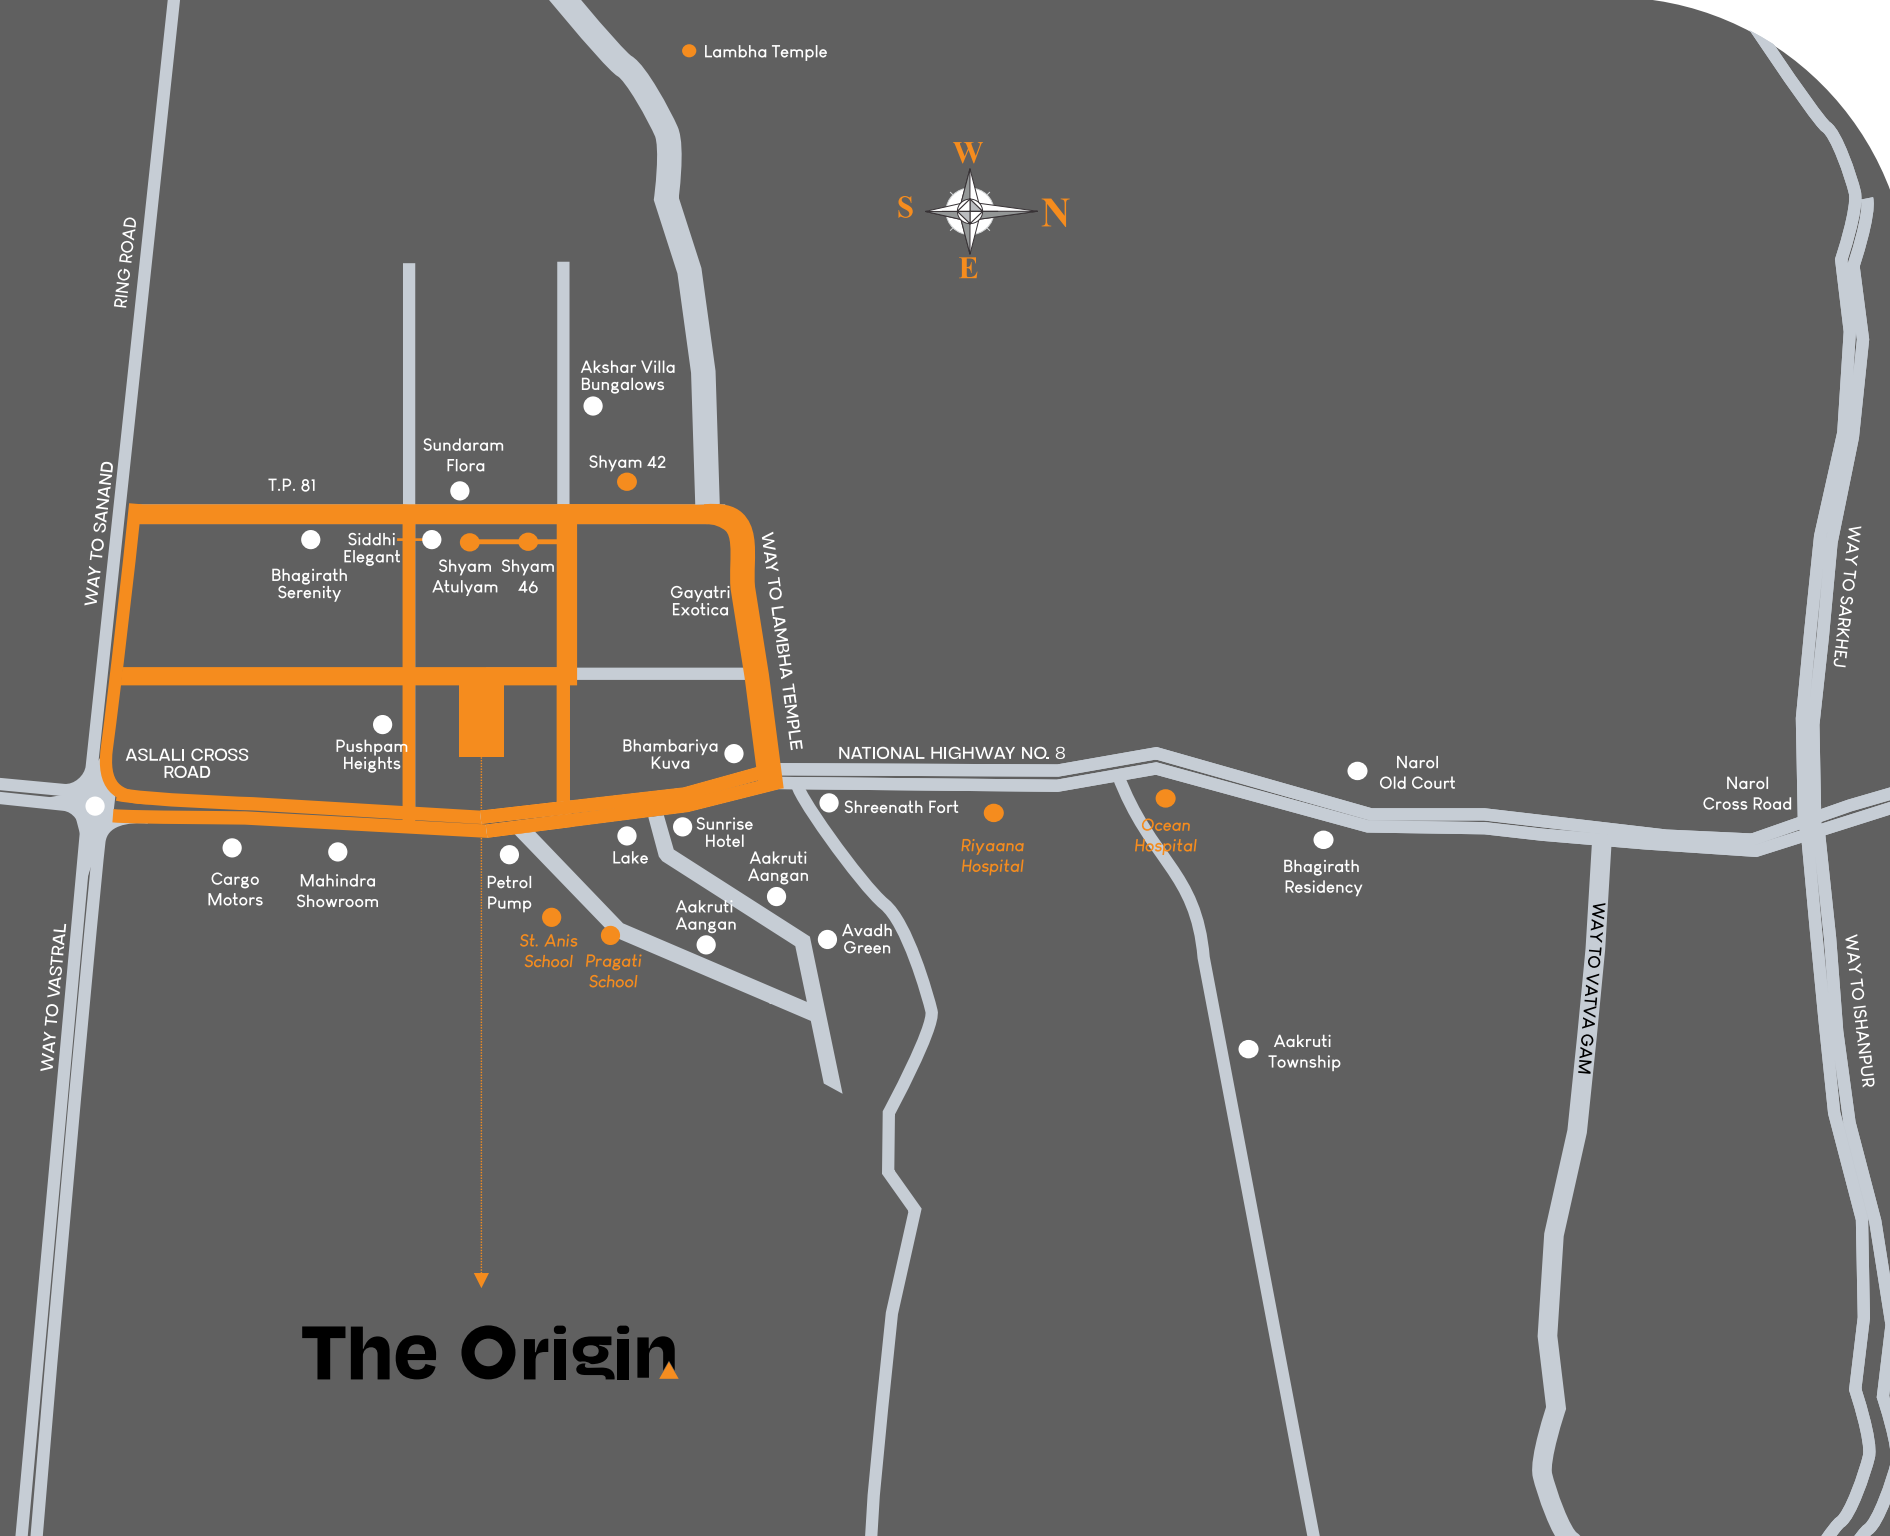 Lambha Temple
W
S
N
E
RING ROAD
Akshar Villa
Bungalows
Sundaram
Flora
Shyam 42
T.P. 81
WAY TO SANAND
Siddhi
Elegant
Bhagirath
Serenity
Shyam
Atulyam
Shyam
46
Gayatri
Exotica
WAY TO LAMBHA TEMPLE
WAY TO SARKHEJ
ASLALI CROSS
ROAD
Pushpam
Heights
Bhambariya
Kuva
NATIONAL HIGHWAY NO. 8
Narol
Old Court
Narol
Cross Road
Shreenath Fort
Riyaana
Hospital
Ocean
Hospital
Bhagirath
Residency
Sunrise
Hotel
Lake
Aakruti
Aangan
Cargo
Motors
Mahindra
Showroom
Petrol
Pump
Aakruti
Aangan
Avadh
Green
St. Anis
School
Pragati
School
WAY TO VASTRAL
WAY TO VATVA GAM
WAY TO ISHANPUR
Aakruti
Township
The Origin